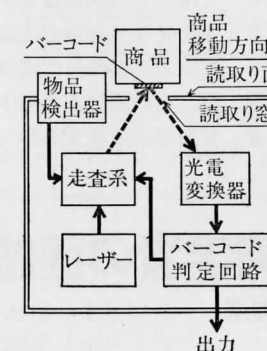 バーコード
商品
商品
移動方向
物品
検出器
読取り
読取り窓
走査系
光電
変換器
レーザー
バーコード
判定回路
出力